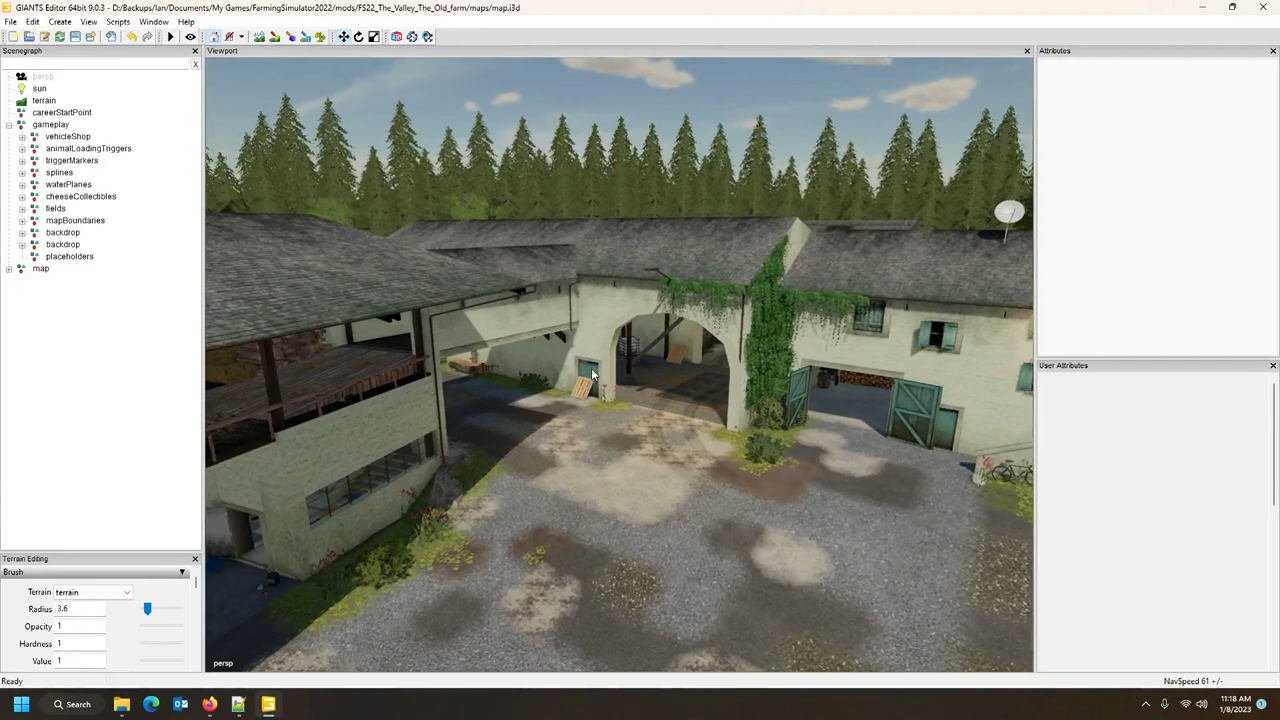 GIANTS Editor 64bit 9.0.3 - D:/Backups/Ian/Documents/My Games/FarmingSimulator2022/mods/FS22_The_Valley_The_Old_farm/maps/map.i3d
File Edit Create View Scripts Window Help
Scenegraph
X
persp
sun
terrain
careerStartPoint
gameplay
vehicleShop
animalLoadingTriggers
triggerMarkers
splines
waterPlanes
cheeseCollectibles
fields
mapBoundaries
backdrop
backdrop
placeholders
map
Terrain Editing
Brush
Terrain terrain
Radius 3.6
Opacity 1
Hardness 1
Value 1
Viewport
persp
Attributes
User Attributes
Ready
NavSpeed 61 +/-
Search
11:18 AM
1/8/2023